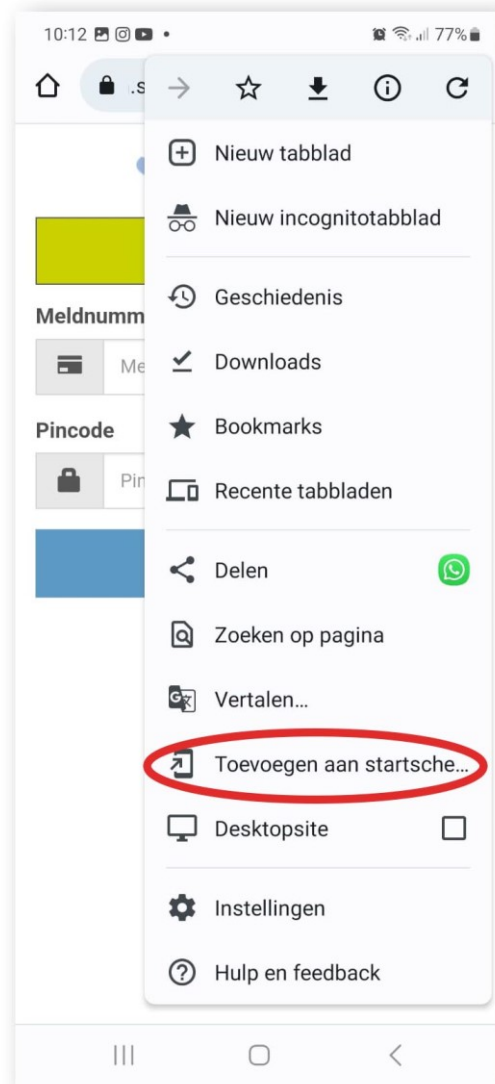 10:12
77%
.s
Nieuw tabblad
Nieuw incognitotabblad
Geschiedenis
Meldnumm
Downloads
Me
Bookmarks
Pincode
Pin
Recente tabbladen
Delen
Zoeken op pagina
Vertalen...
Toevoegen aan startsche...
Desktopsite
Instellingen
Hulp en feedback